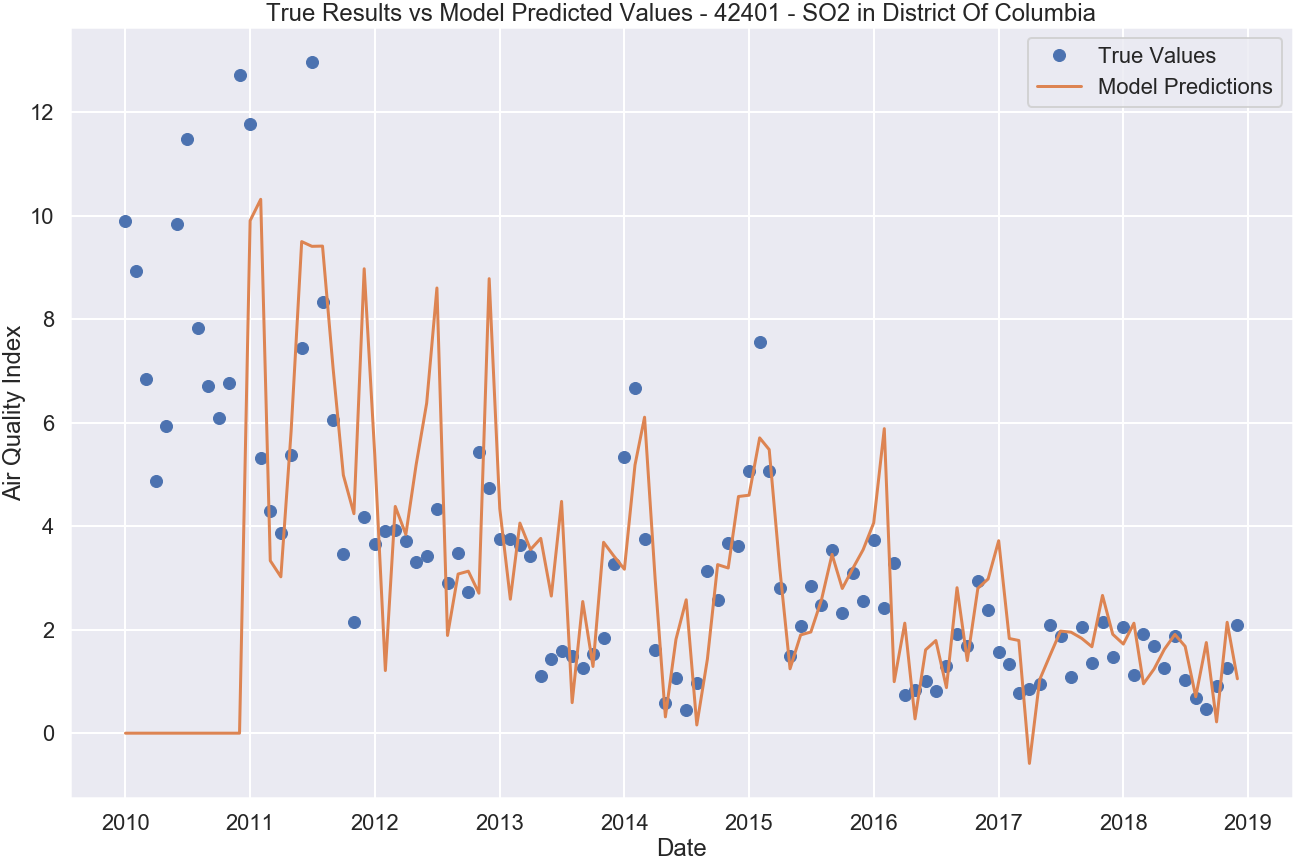 True Results vs Model Predicted Values - 42401 - SO2 in District Of Columbia
True Values
Model Predictions
Air Quality Index
12
10
8
6
4
2
0
2010 2011 2012 2013 2014 2015 2016 2017 2018 2019
Date